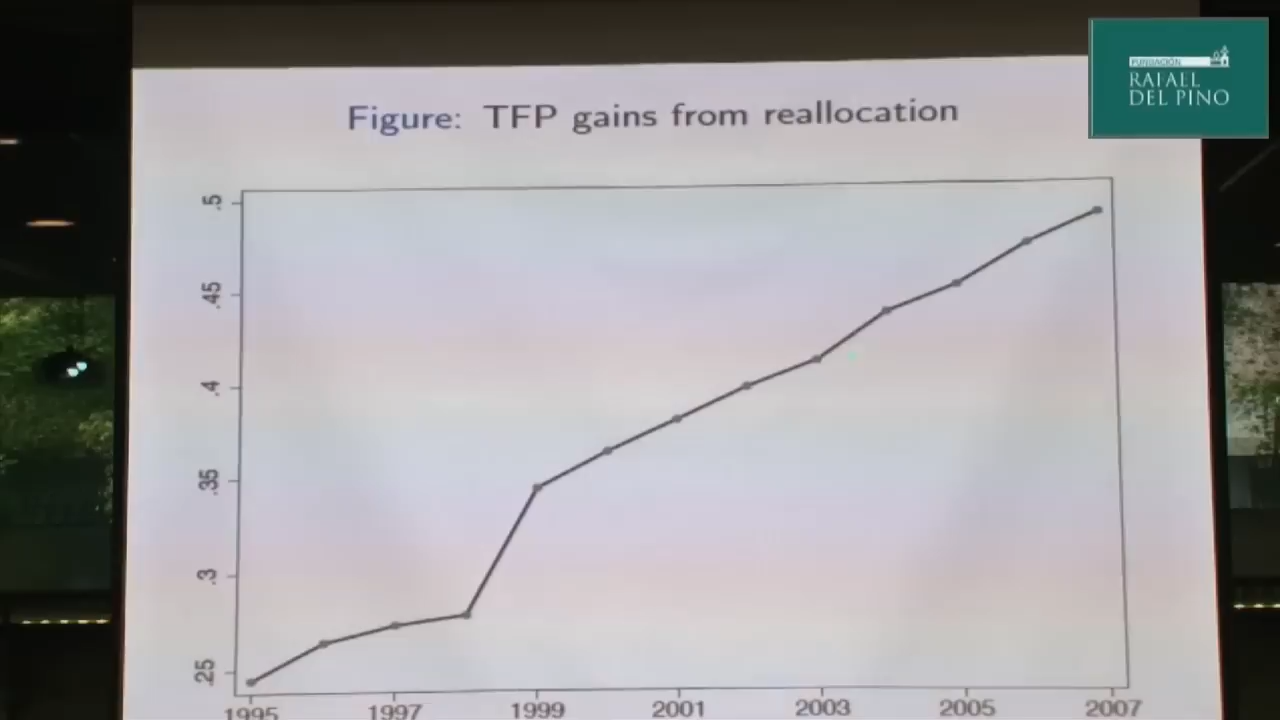 FUNDACIÓN
RAFAEL
DEL PINO
Figure: TFP gains from reallocation
.5
.45
.4
.35
.3
.25
1995 1997 1999 2001 2003 2005 2007